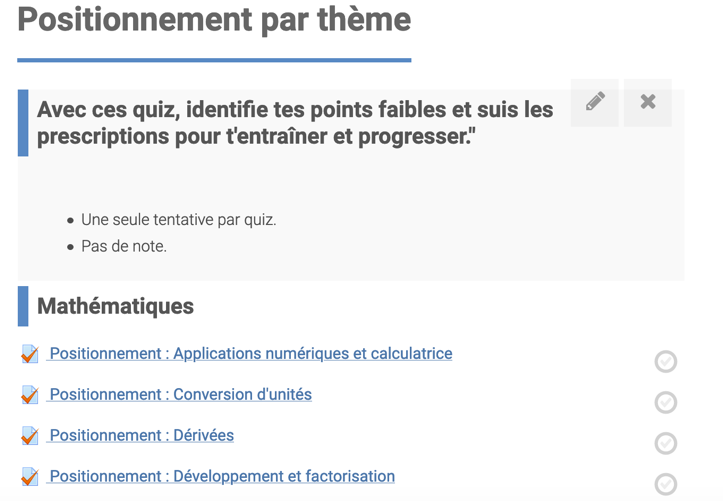 Positionnement par thème
Avec ces quiz, identifie tes points faibles et suis les
prescriptions pour t'entraîner et progresser."
Une seule tentative par quiz.
Pas de note.
Mathématiques
Positionnement : Applications numériques et calculatrice
Positionnement : Conversion d'unités
Positionnement : Dérivées
Positionnement : Développement et factorisation